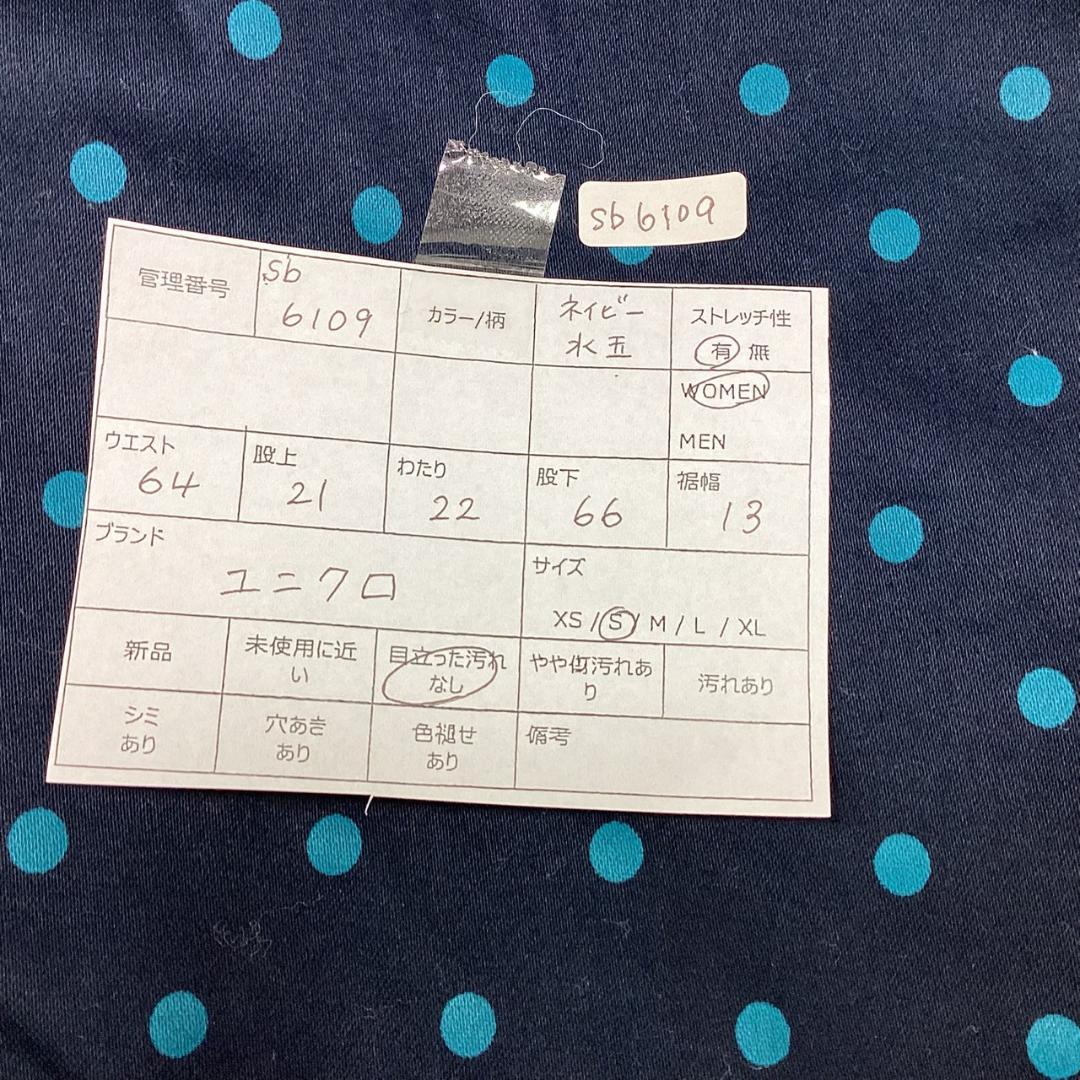 sb6109
管理番号
sb
6109
カラー/柄
ネイビー
水玉
ストレッチ性
有 無
WOMEN
MEN
ウエスト
64
股上
21
わたり
22
股下
66
裾幅
13
ブランド
ユニクロ
サイズ
XS / S / M / L / XL
新品
未使用に近
い
目立った汚れ
なし
やや傷汚れあ
り
汚れあり
シミ
あり
穴あき
あり
色褪せ
あり
備考